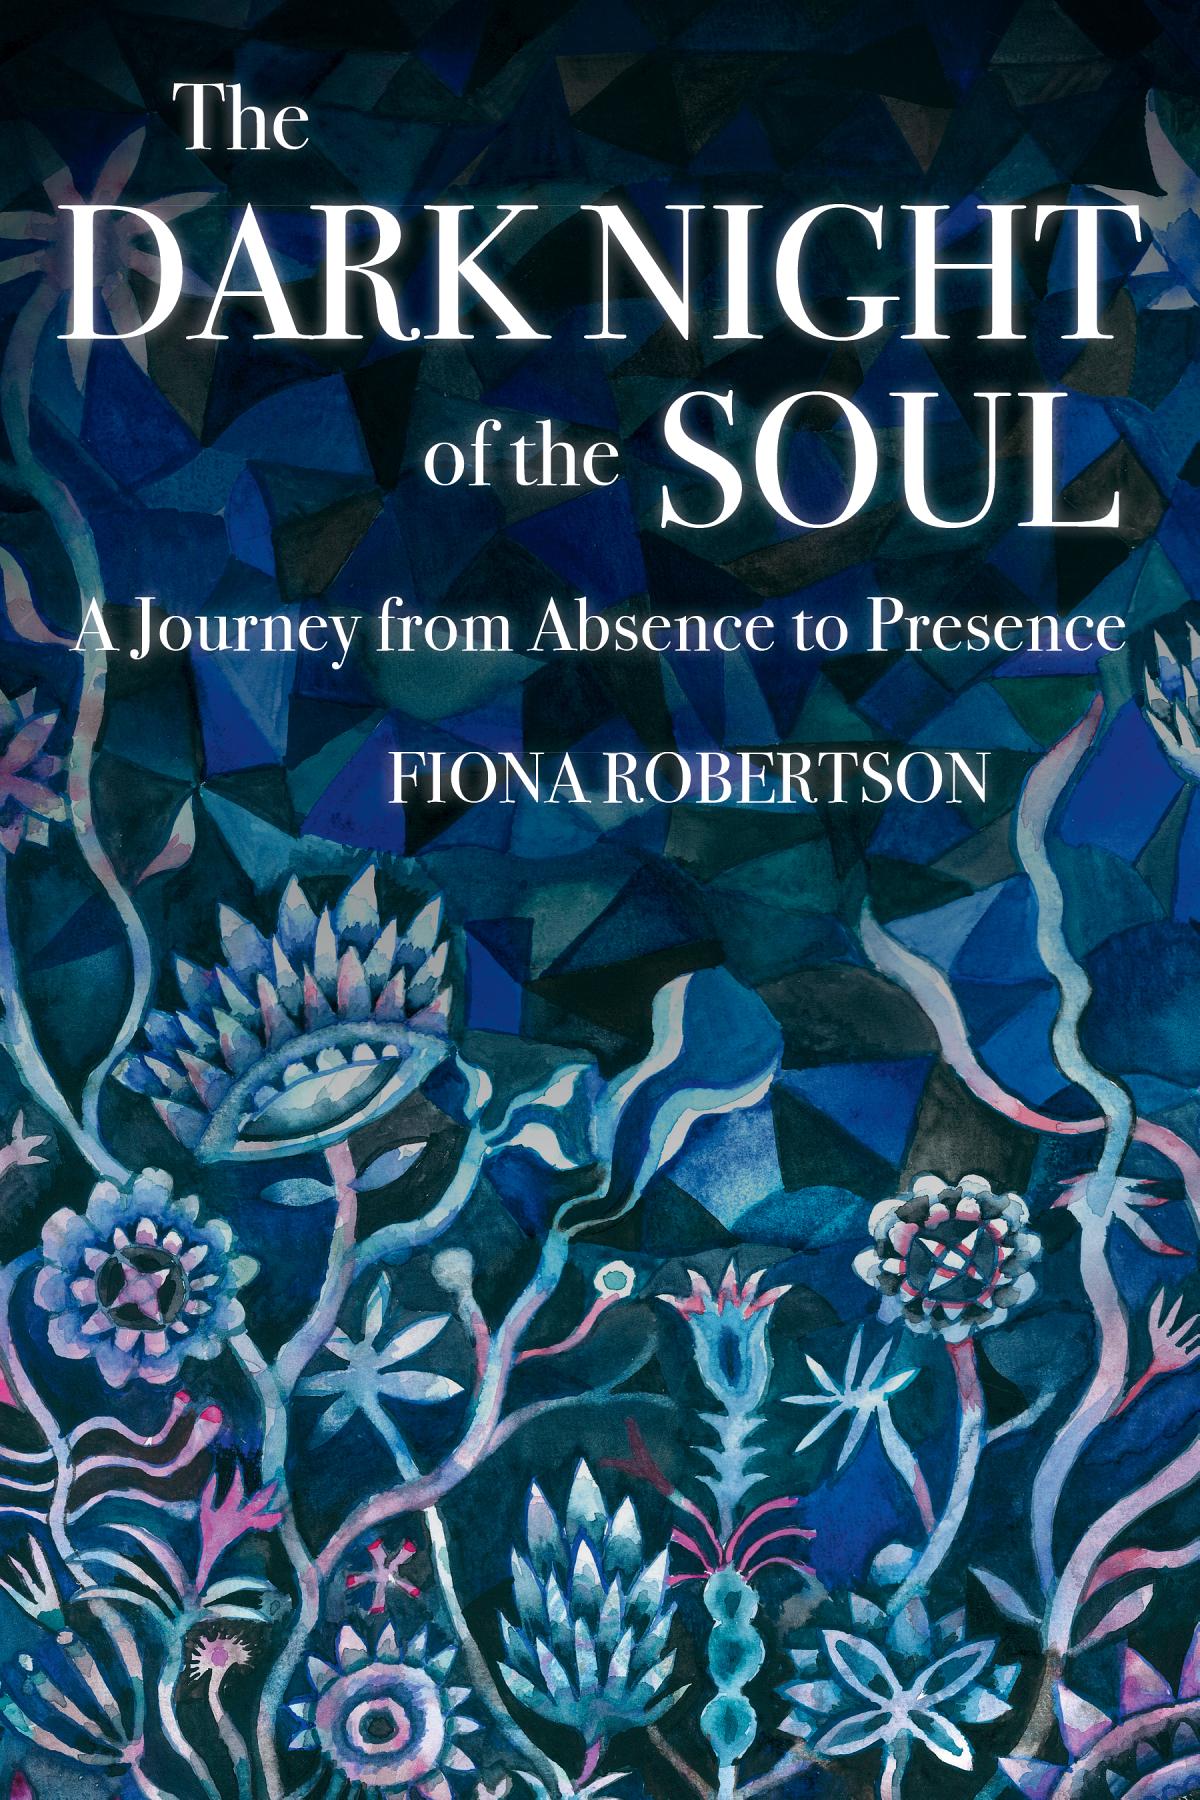 The
DARK NIGHT
of the SOUL
A Journey from Absence to Presence
FIONA ROBERTSON